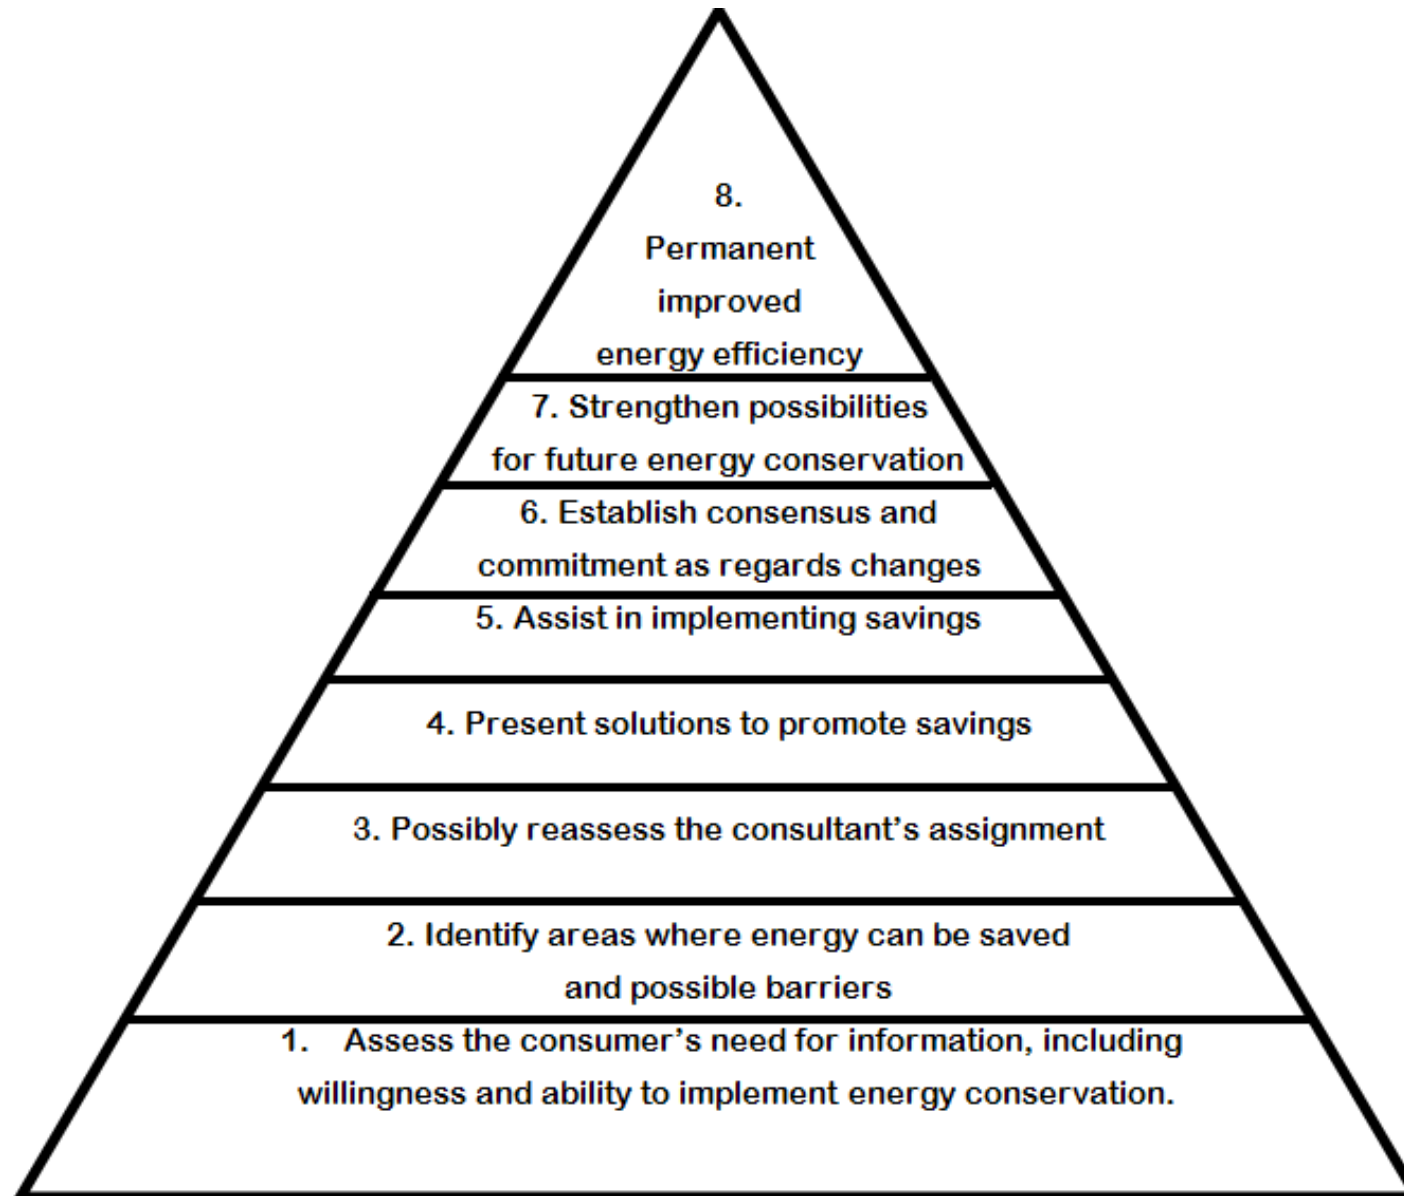 8.
Permanent
improved
energy efficiency
7. Strengthen possibilities
for future energy conservation
6. Establish consensus and
commitment as regards changes
5. Assist in implementing savings
4. Present solutions to promote savings
3. Possibly reassess the consultant’s assignment
2. Identify areas where energy can be saved
and possible barriers
1. Assess the consumer’s need for information, including
willingness and ability to implement energy conservation.